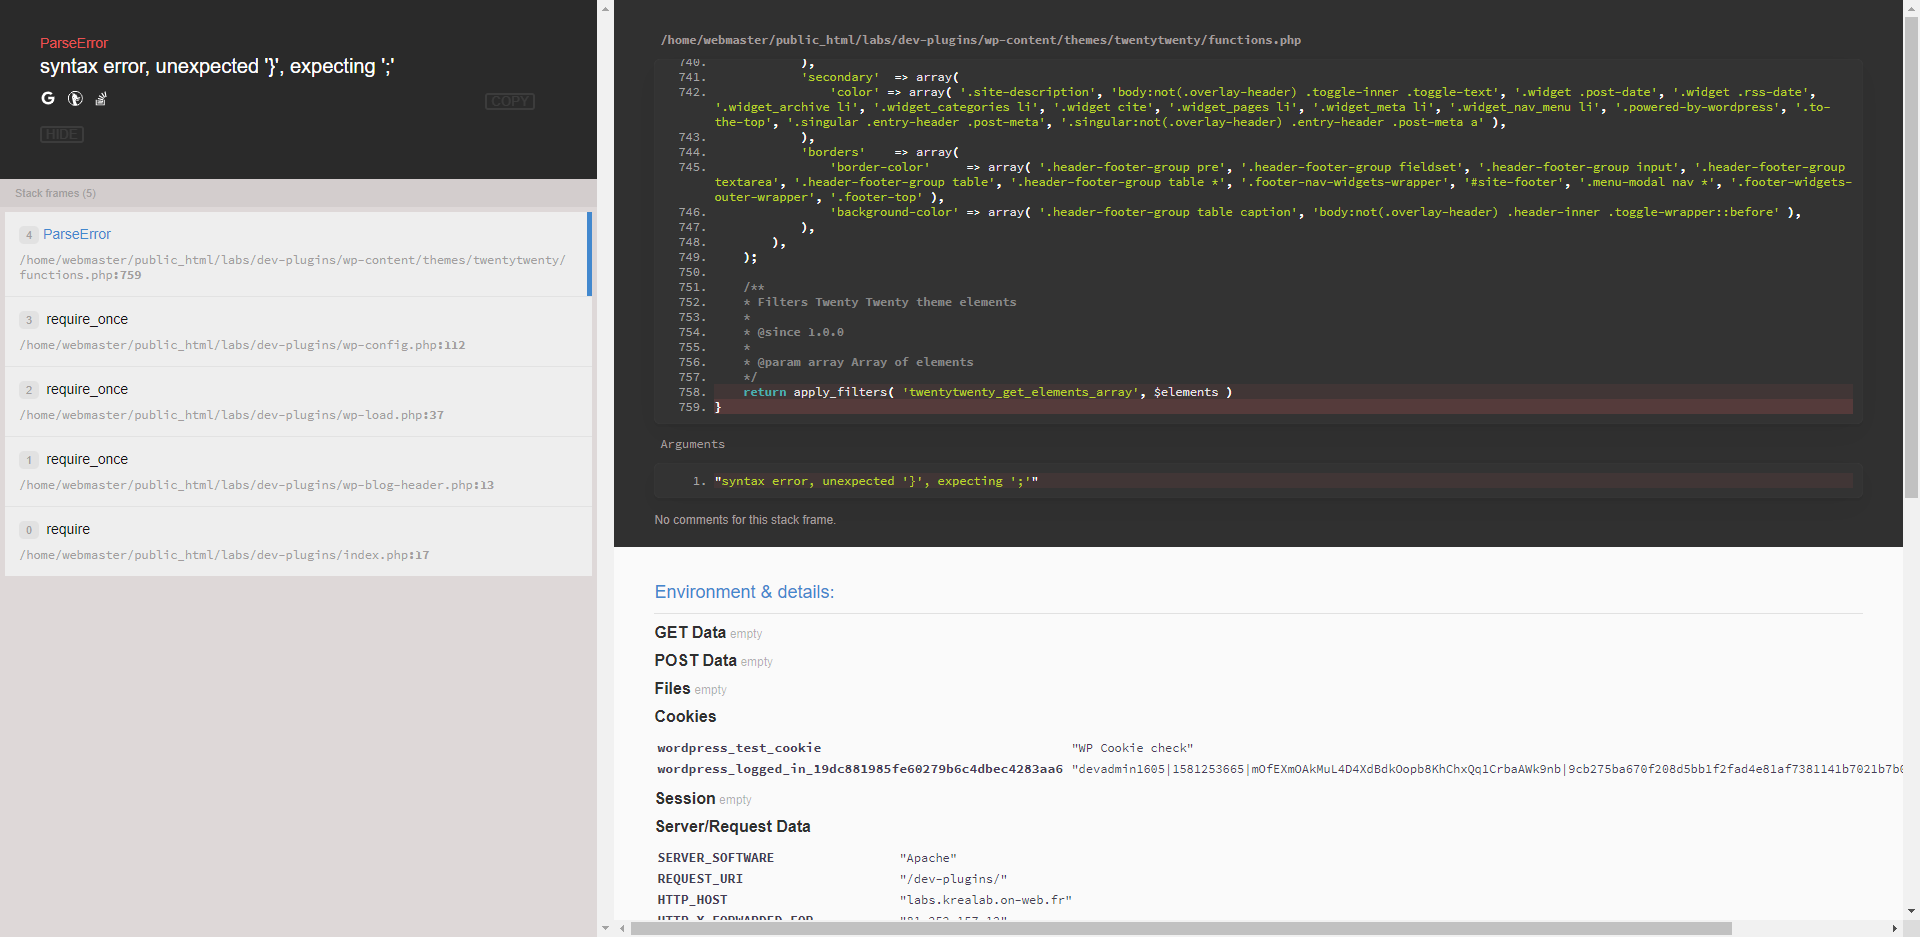 ParseError
syntax error, unexpected '}', expecting ';'
COPY
HIDE
Stack frames (5)
4 ParseError
/home/webmaster/public_html/labs/dev-plugins/wp-content/themes/twentytwenty/
functions.php:759
3 require_once
/home/webmaster/public_html/labs/dev-plugins/wp-config.php:112
2 require_once
/home/webmaster/public_html/labs/dev-plugins/wp-load.php:37
1 require_once
/home/webmaster/public_html/labs/dev-plugins/wp-blog-header.php:13
0 require
/home/webmaster/public_html/labs/dev-plugins/index.php:17
/home/webmaster/public_html/labs/dev-plugins/wp-content/themes/twentytwenty/functions.php
740. ),
741. 'secondary' => array(
742. 'color' => array( '.site-description', 'body:not(.overlay-header) .toggle-inner .toggle-text', '.widget .post-date', '.widget .rss-date',
'.widget_archive li', '.widget_categories li', '.widget cite', '.widget_pages li', '.widget_meta li', '.widget_nav_menu li', '.powered-by-wordpress', '.to-
the-top', '.singular .entry-header .post-meta', '.singular:not(.overlay-header) .entry-header .post-meta a' ),
743. ),
744. 'borders' => array(
745. 'border-color' => array( '.header-footer-group pre', '.header-footer-group fieldset', '.header-footer-group input', '.header-footer-group
textarea', '.header-footer-group table', '.header-footer-group table *', '.footer-nav-widgets-wrapper', '#site-footer', '.menu-modal nav *', '.footer-widgets-
outer-wrapper', '.footer-top' ),
746. 'background-color' => array( '.header-footer-group table caption', 'body:not(.overlay-header) .header-inner .toggle-wrapper::before' ),
747. ),
748. ),
749. );
750.
751. /**
752. * Filters Twenty Twenty theme elements
753. *
754. * @since 1.0.0
755. *
756. * @param array Array of elements
757. */
758. return apply_filters( 'twentytwenty_get_elements_array', $elements )
759. }
Arguments
1. "syntax error, unexpected '}', expecting ';'"
No comments for this stack frame.
Environment & details:
GET Data empty
POST Data empty
Files empty
Cookies
wordpress_test_cookie "WP Cookie check"
wordpress_logged_in_19dc881985fe60279b6c4dbec4283aa6 "devadmin1605|1581253665|mOfEXmOAkMuL4D4XdBdkOopb8KhChxQq1CrbaAWk9nb|9cb275ba670f208d5bb1f2fad4e81af7381141b7021b7b0
Session empty
Server/Request Data
SERVER_SOFTWARE "Apache"
REQUEST_URI "/dev-plugins/"
HTTP_HOST "labs.krealab.on-web.fr"
HTTP_X_FORWARDED_FOR